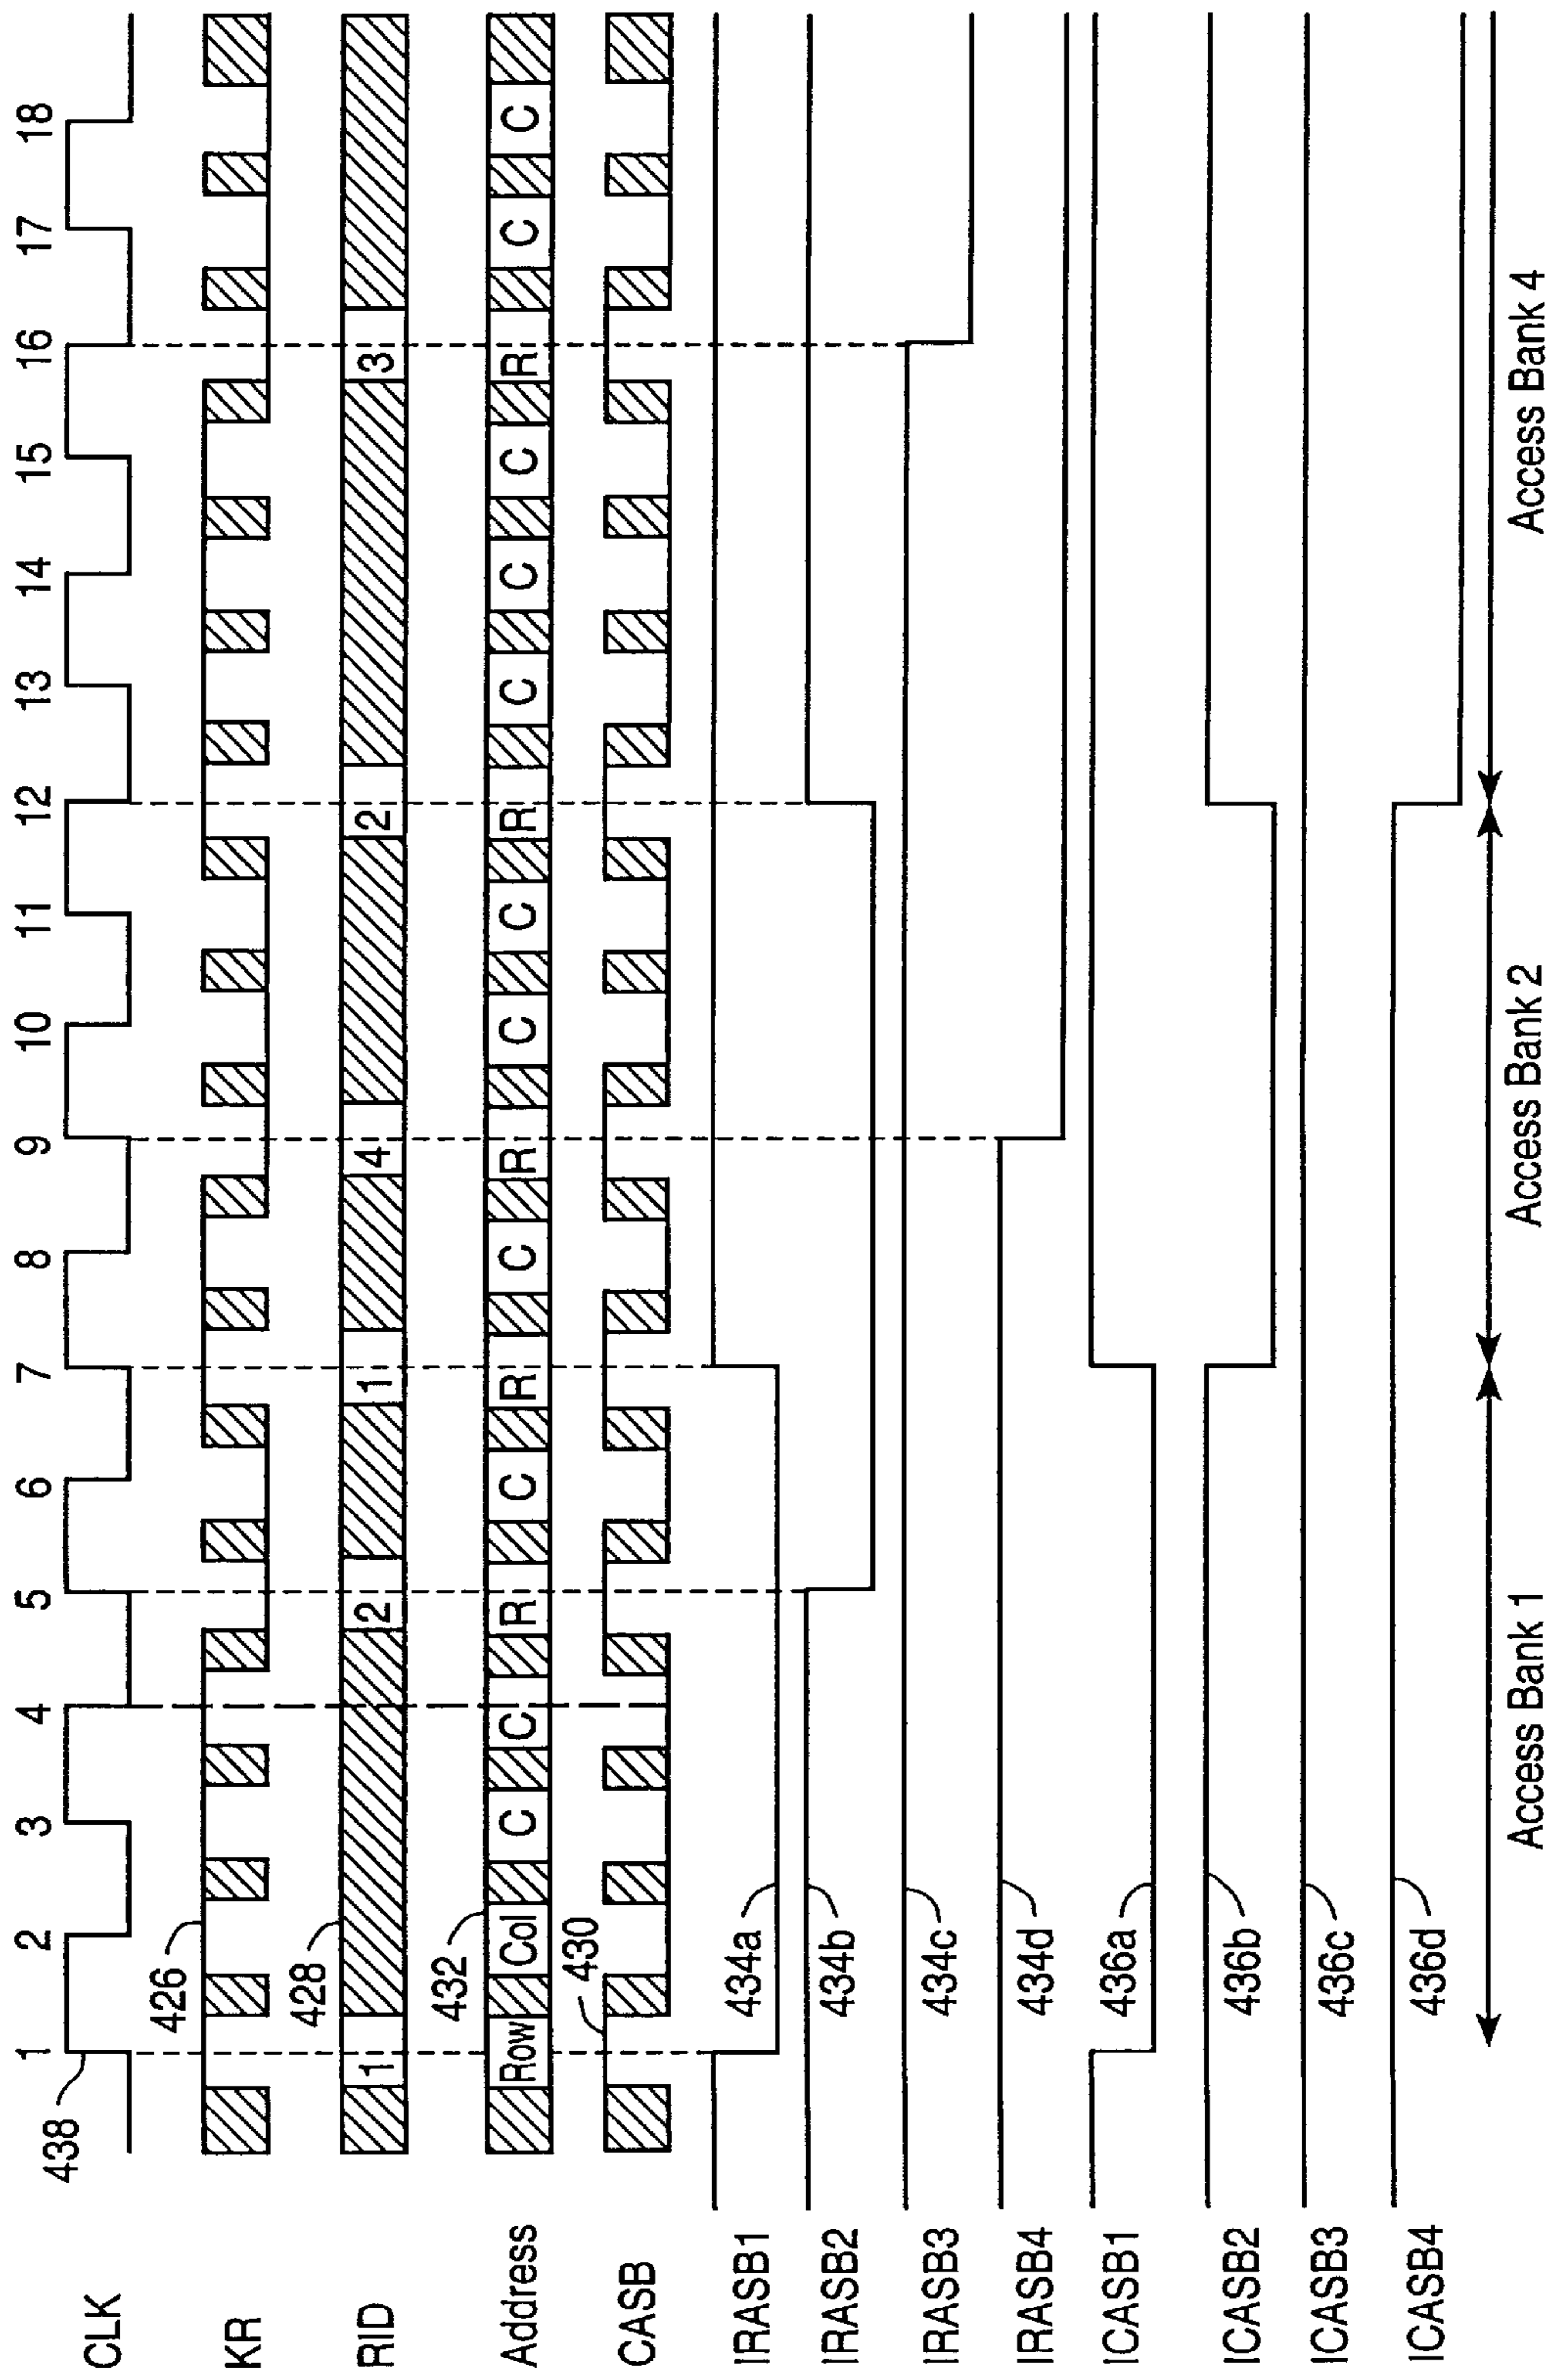 1 2 3 4 5 6 7 8 9 10 11 12 13 14 15 16 17 18
CLK 438
KR 426
RID 1 428 2 1 4 2 3
Address Row Col 432 C C R C R C R C C R C C C R C C
CASB 430
IRASB1 434a
IRASB2 434b
IRASB3 434c
IRASB4 434d
ICASB1 436a
ICASB2 436b
ICASB3 436c
ICASB4 436d
Access Bank 1 Access Bank 2 Access Bank 4